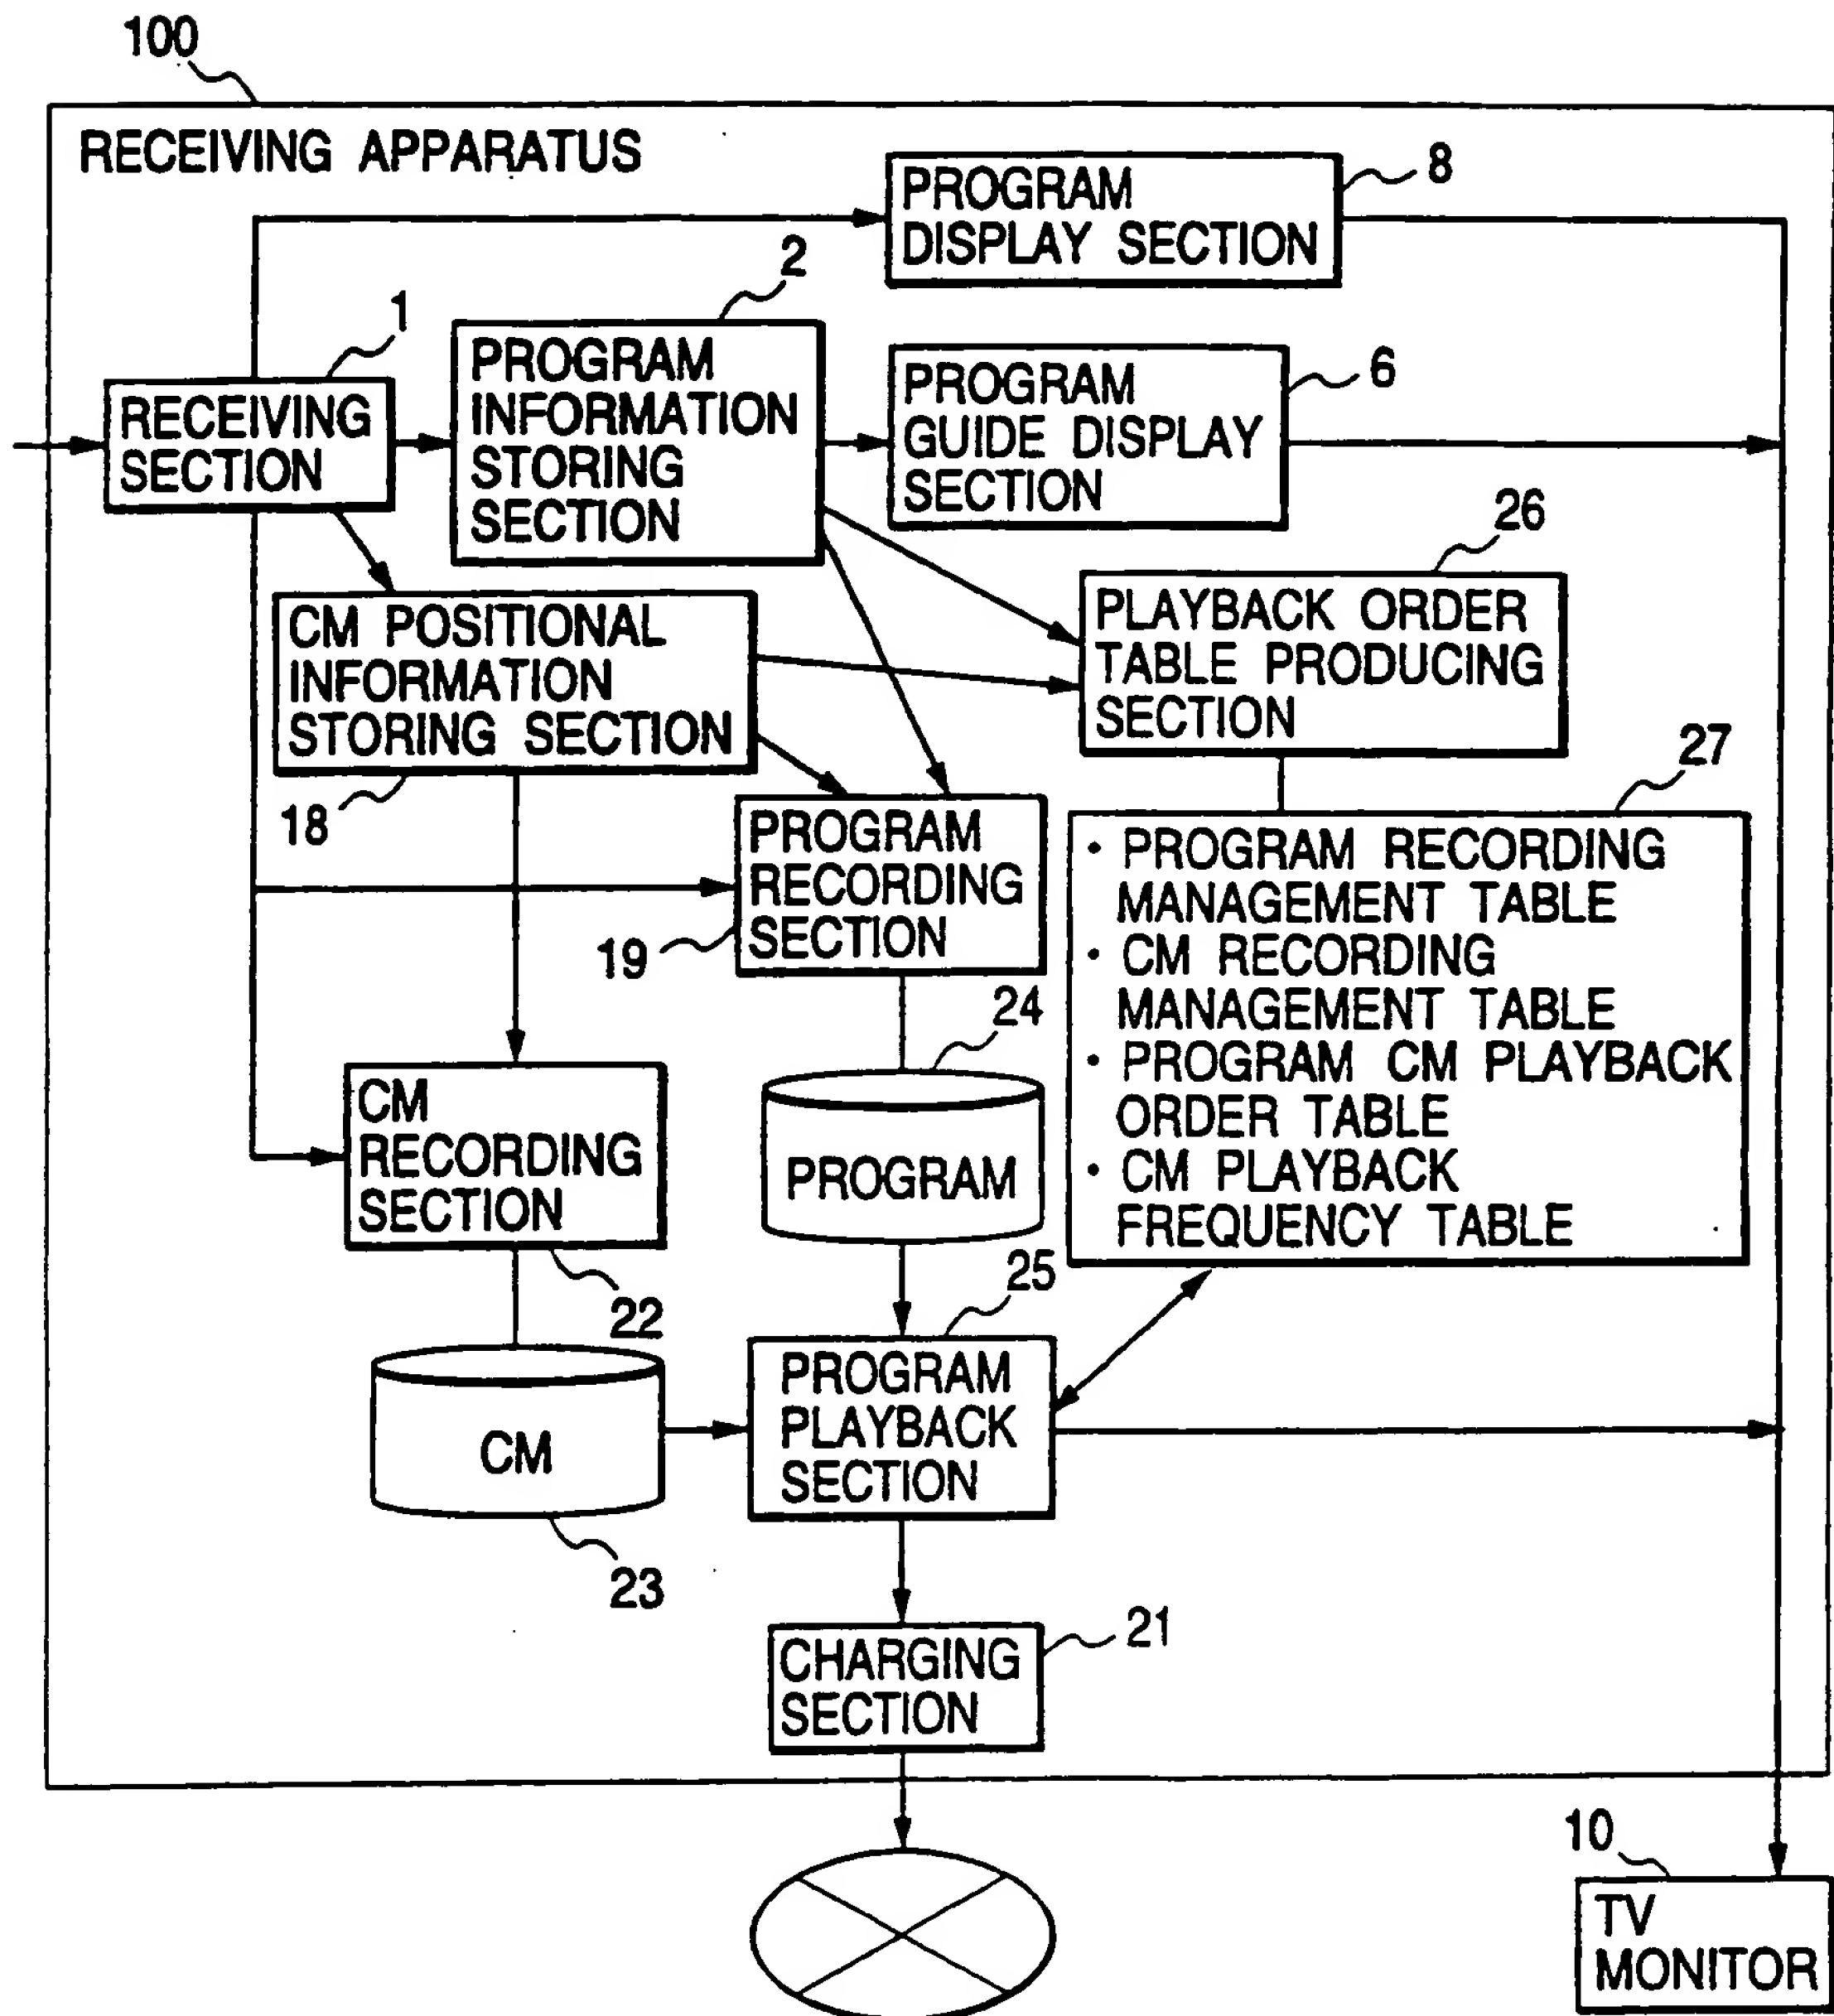 100
RECEIVING APPARATUS
PROGRAM
DISPLAY SECTION
8
2
1
RECEIVING
SECTION
PROGRAM
INFORMATION
STORING
SECTION
PROGRAM
GUIDE DISPLAY
SECTION
6
26
CM POSITIONAL
INFORMATION
STORING SECTION
18
PLAYBACK ORDER
TABLE PRODUCING
SECTION
27
PROGRAM
RECORDING
SECTION
19
• PROGRAM RECORDING
MANAGEMENT TABLE
• CM RECORDING
MANAGEMENT TABLE
• PROGRAM CM PLAYBACK
ORDER TABLE
• CM PLAYBACK
FREQUENCY TABLE
24
PROGRAM
CM
RECORDING
SECTION
22
25
CM
23
PROGRAM
PLAYBACK
SECTION
CHARGING
SECTION
21
10
TV
MONITOR